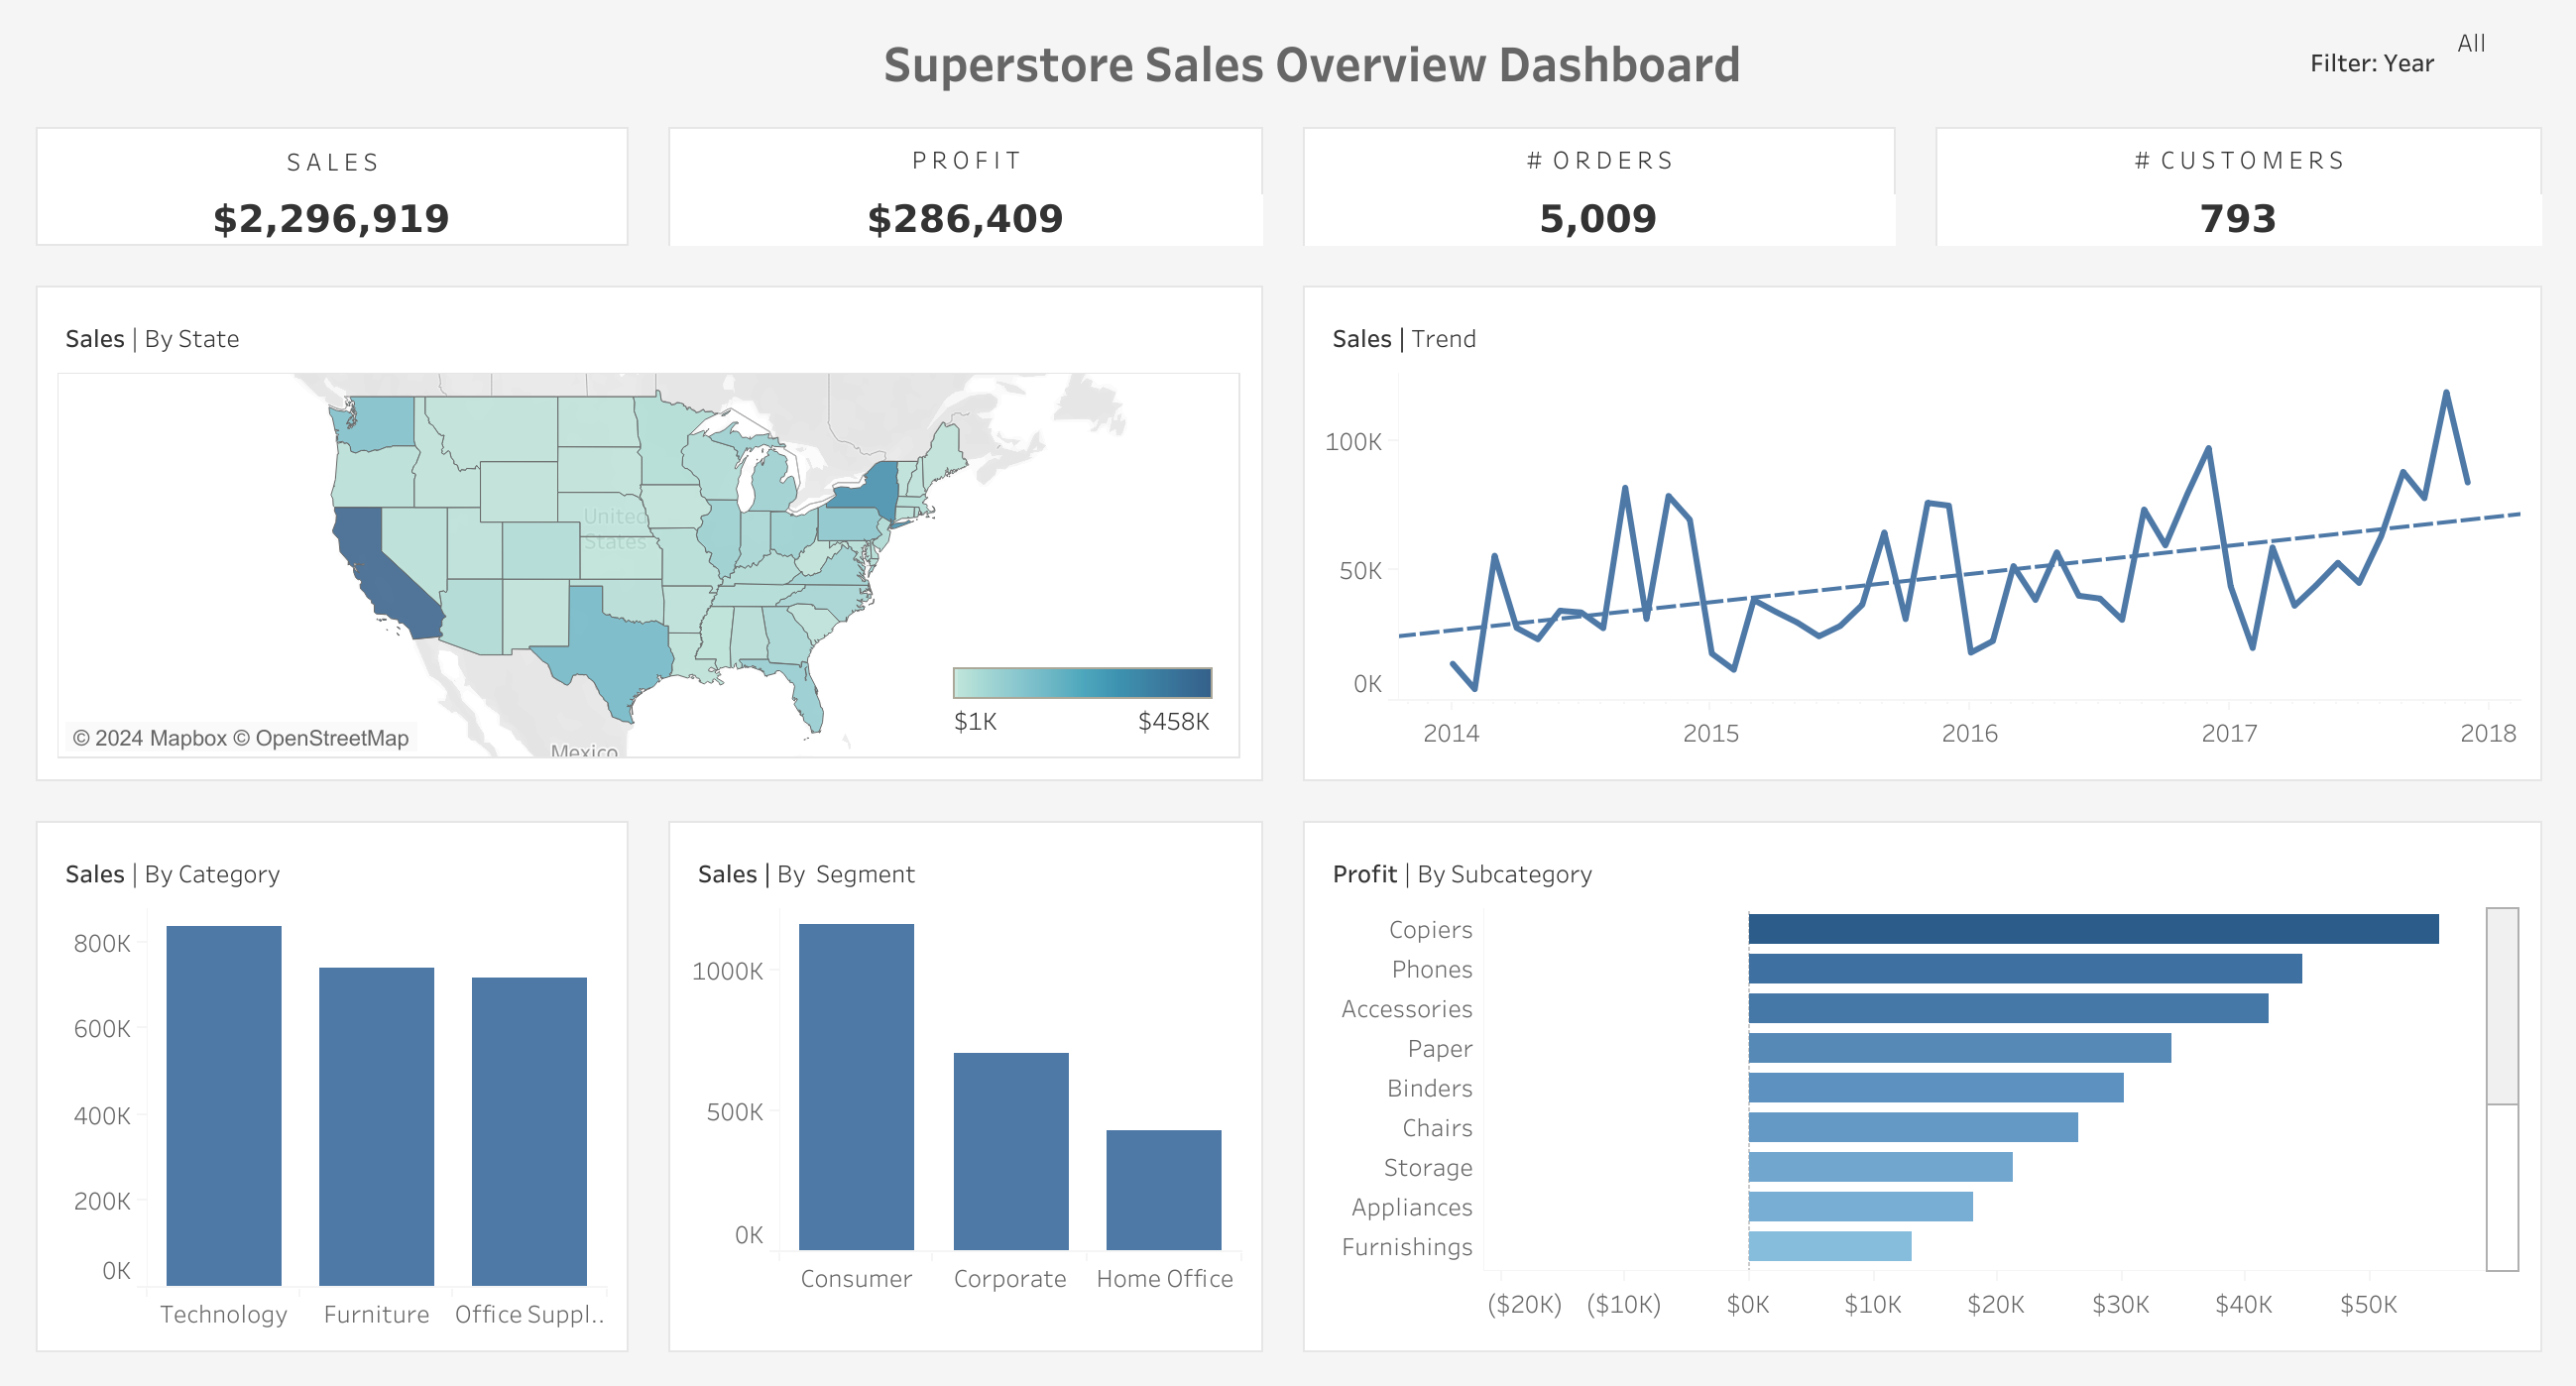 Superstore Sales Overview Dashboard
Filter: Year
All
SALES
$2,296,919
PROFIT
$286,409
# ORDERS
5,009
# CUSTOMERS
793
Sales | By State
United
States
Mexico
$1K
$458K
© 2024 Mapbox © OpenStreetMap
Sales | Trend
100K
50K
0K
2014
2015
2016
2017
2018
Sales | By Category
800K
600K
400K
200K
0K
Technology
Furniture
Office Suppl..
Sales | By  Segment
1000K
500K
0K
Consumer
Corporate
Home Office
Profit | By Subcategory
Copiers
Phones
Accessories
Paper
Binders
Chairs
Storage
Appliances
Furnishings
($20K)
($10K)
$0K
$10K
$20K
$30K
$40K
$50K